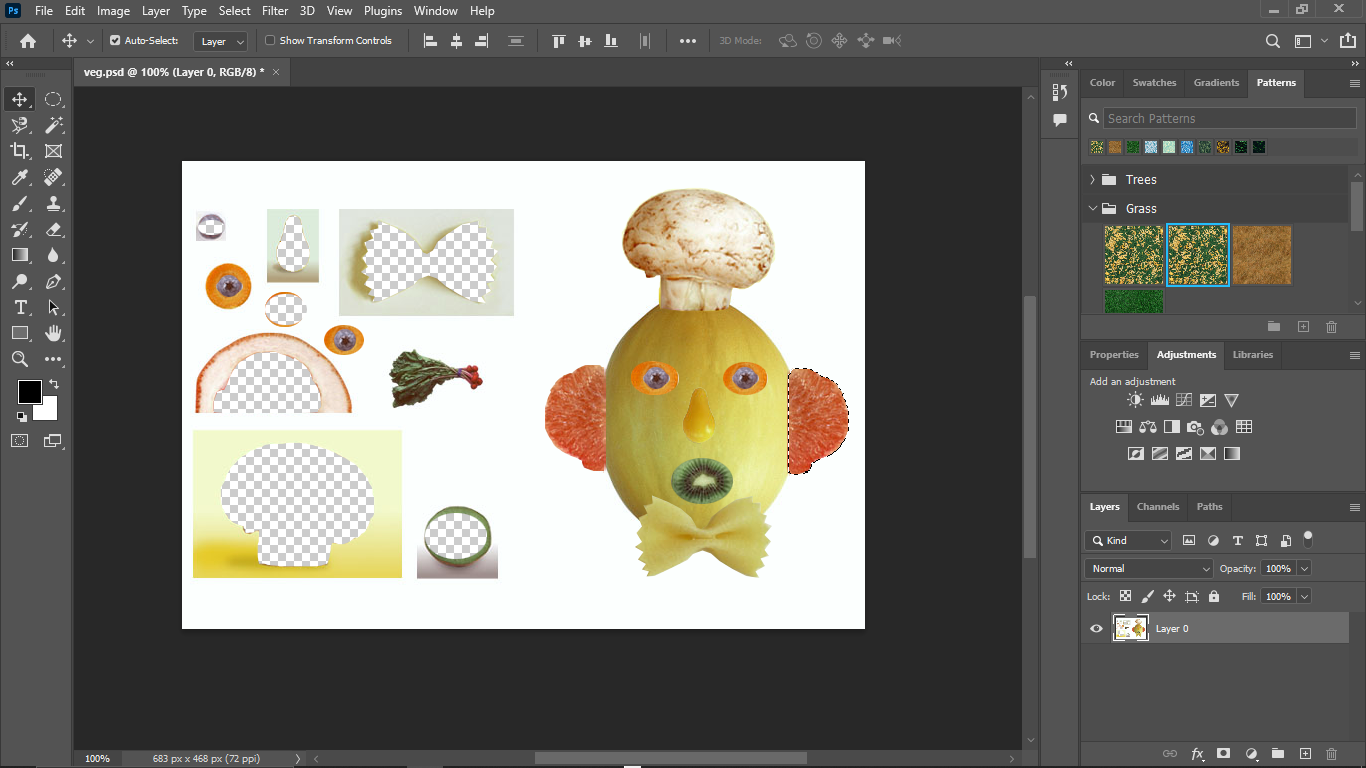 Ps File Edit Image Layer Type Select Filter 3D View Plugins Window Help
Auto-Select: Layer Show Transform Controls 3D Mode:
veg.psd @ 100% (Layer 0, RGB/8) *
Color Swatches Gradients Patterns
Search Patterns
Trees
Grass
Properties Adjustments Libraries
Add an adjustment
Layers Channels Paths
Kind
Normal Opacity: 100%
Lock: Fill: 100%
Layer 0
100% 683 px x 468 px (72 ppi)